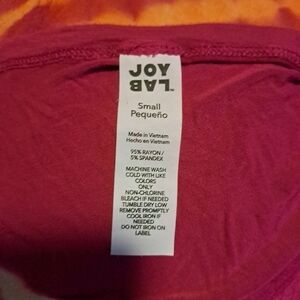 JOY
LAB™
Small
Pequeño
Made in Vietnam
Hecho en Vietnam
95% RAYON/
5% SPANDEX
MACHINE WASH
COLD WITH LIKE
COLORS
ONLY
NON-CHLORINE
BLEACH IF NEEDED
TUMBLE DRY LOW
REMOVE PROMPTLY
COOL IRON IF
NEEDED
DO NOT IRON ON
LABEL